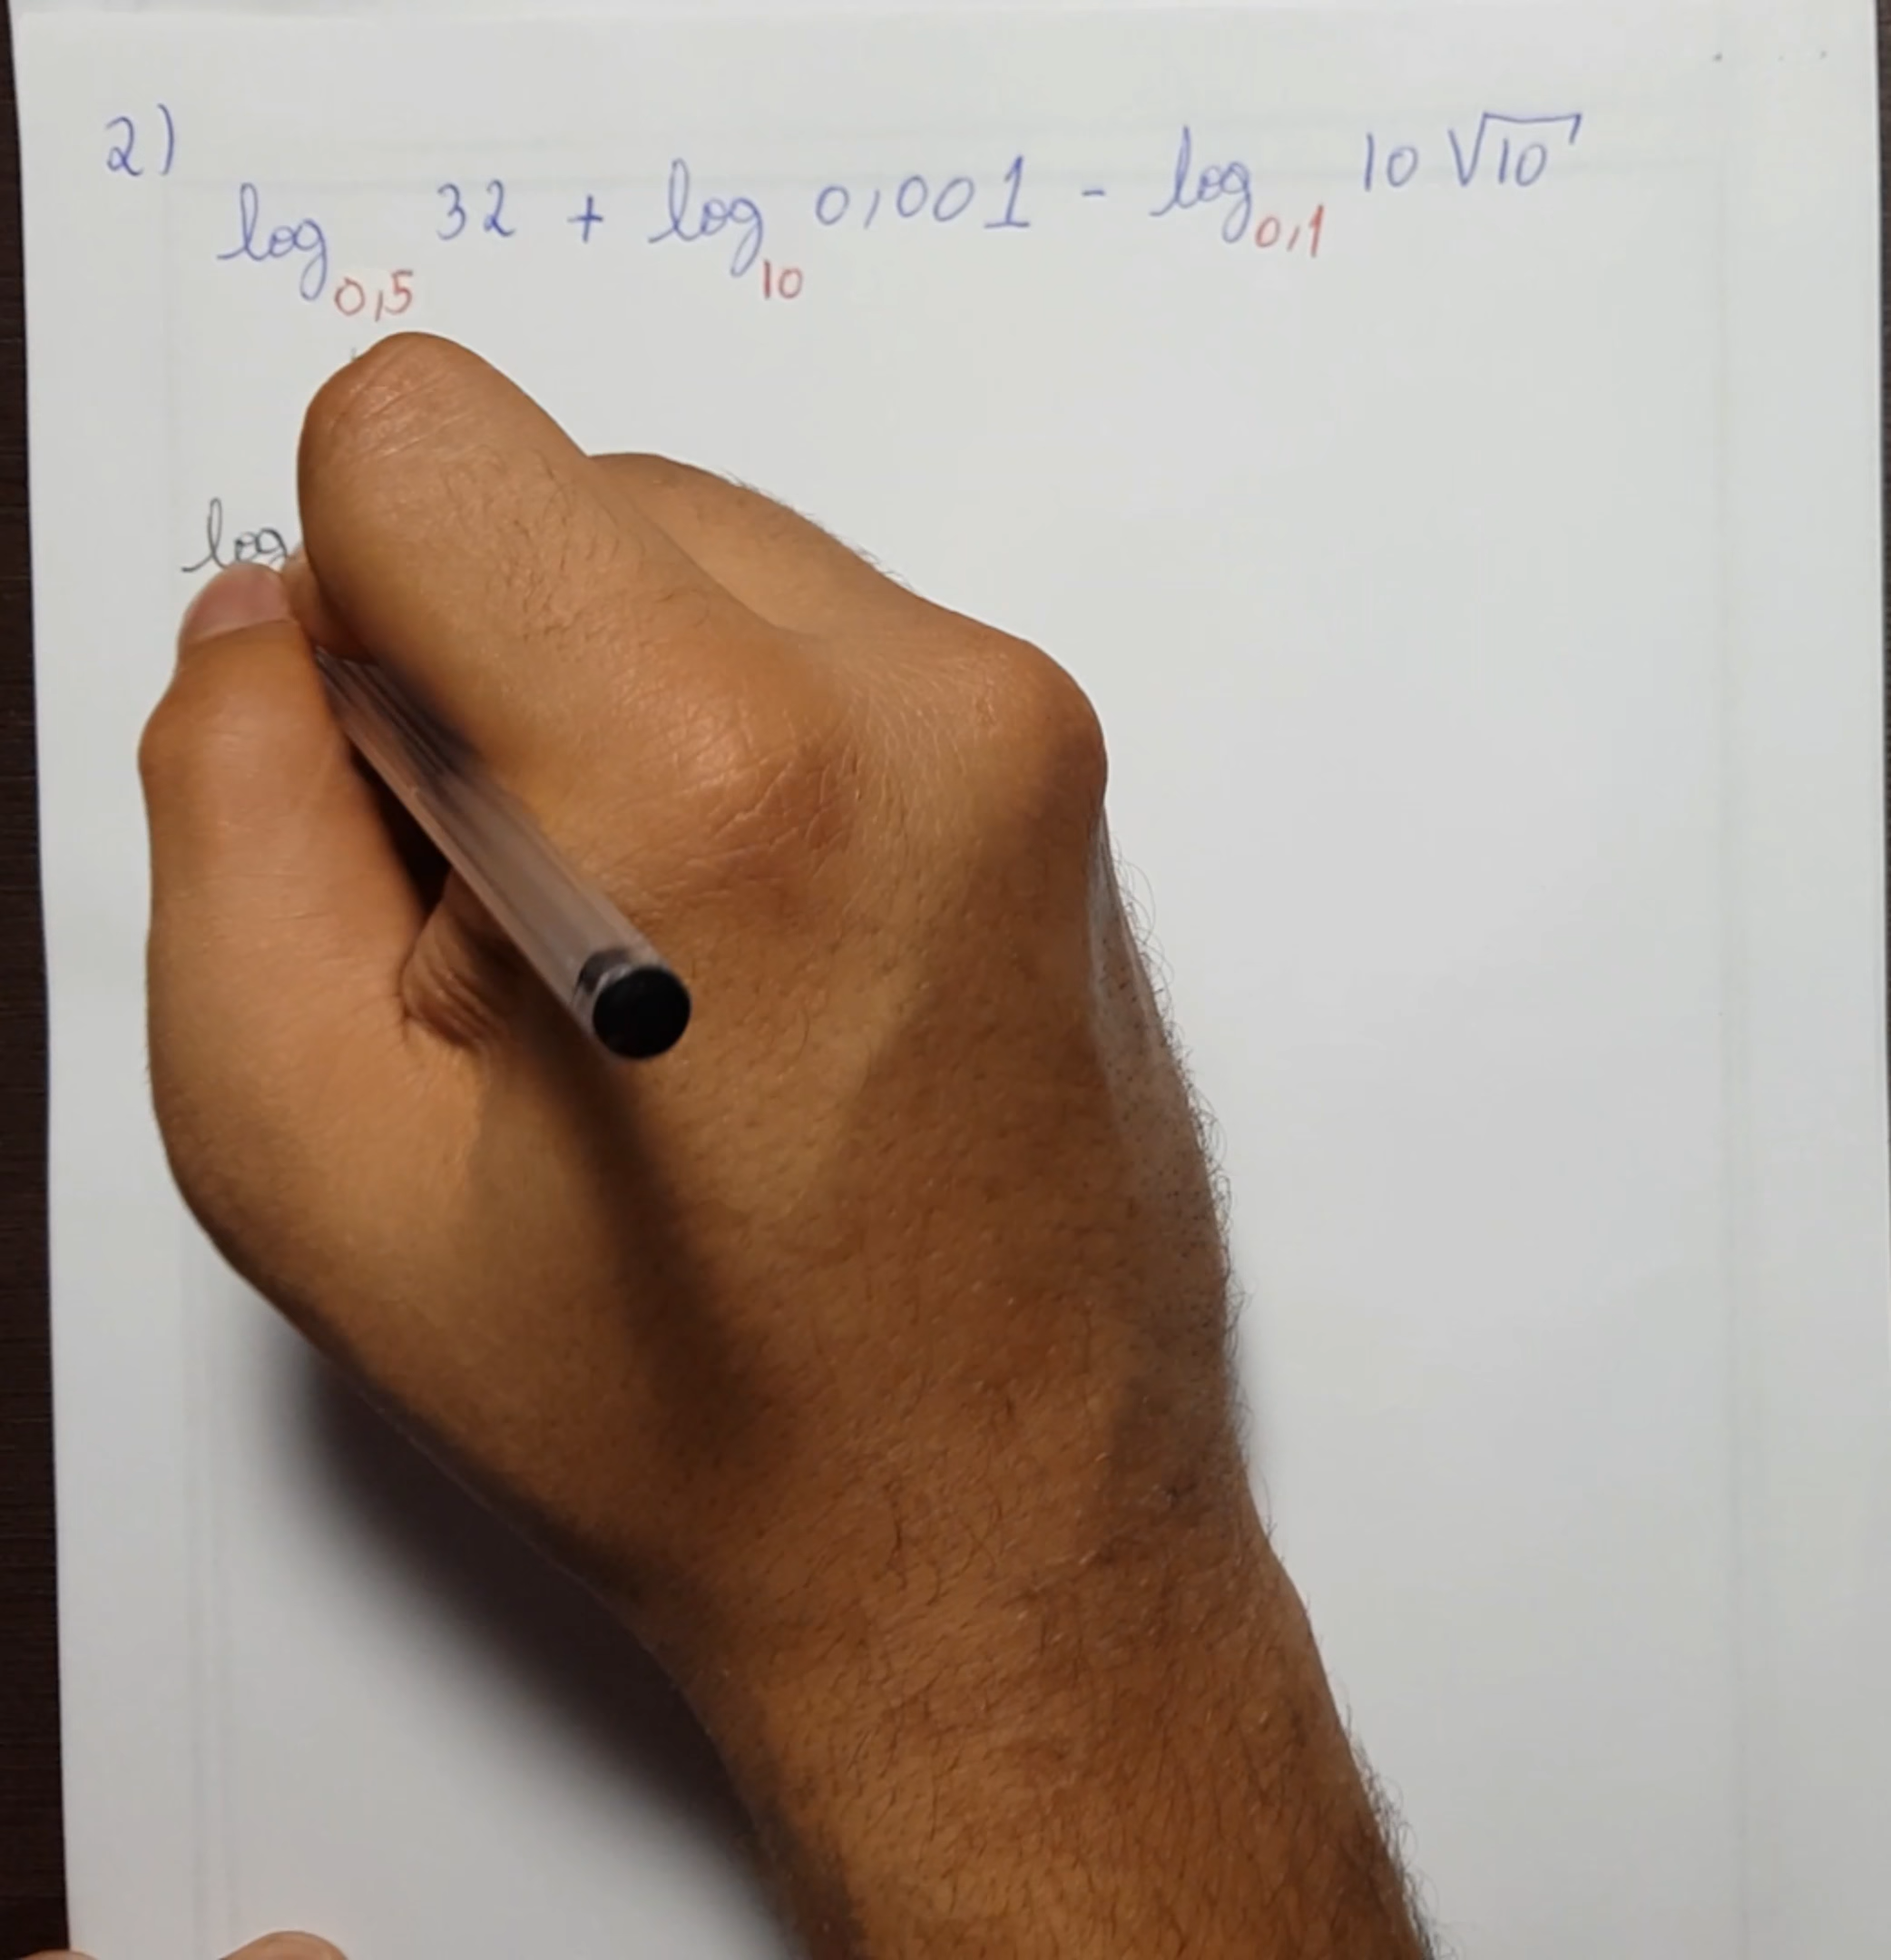 2) log₀,₅ 32 + log₁₀ 0,001 - log₀,₁ 10 √10
log